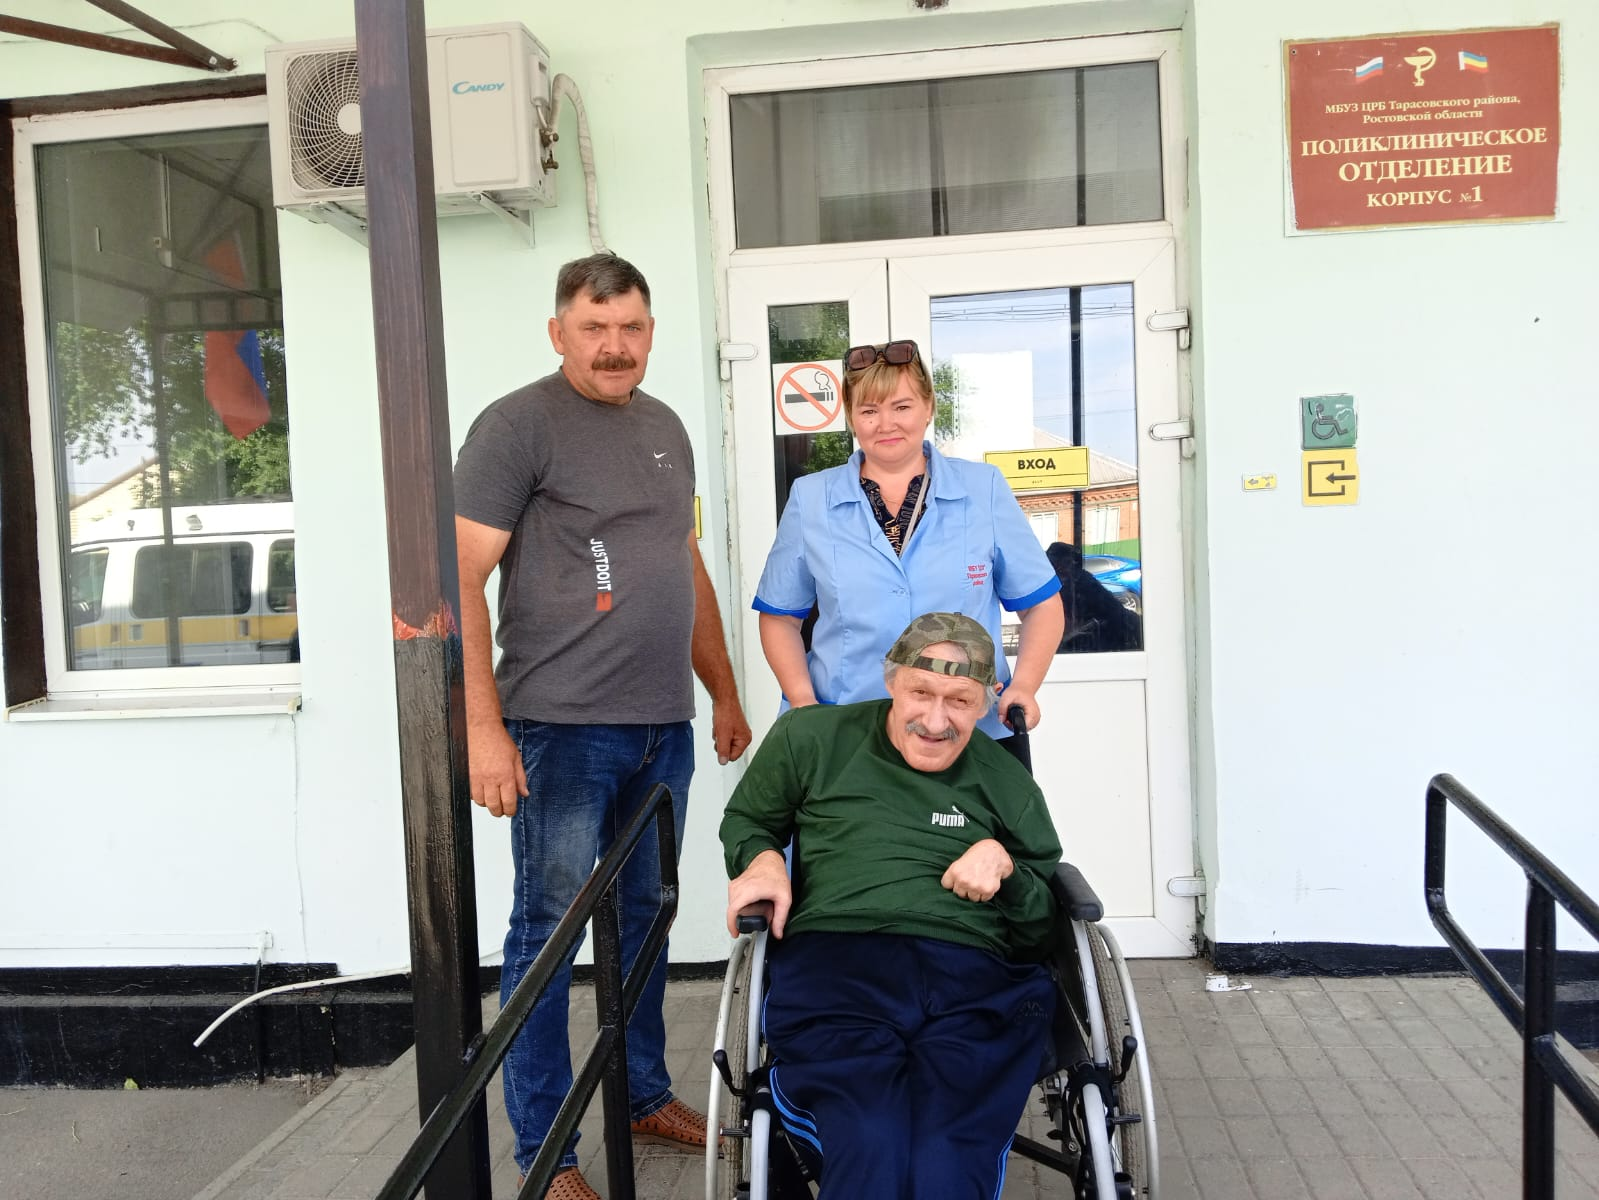 CANDY
МБУЗ ЦРБ Тарасовского района,
Ростовской области
ПОЛИКЛИНИЧЕСКОЕ
ОТДЕЛЕНИЕ
КОРПУС №1
ВХОД
JUSTDOIT
PUMA